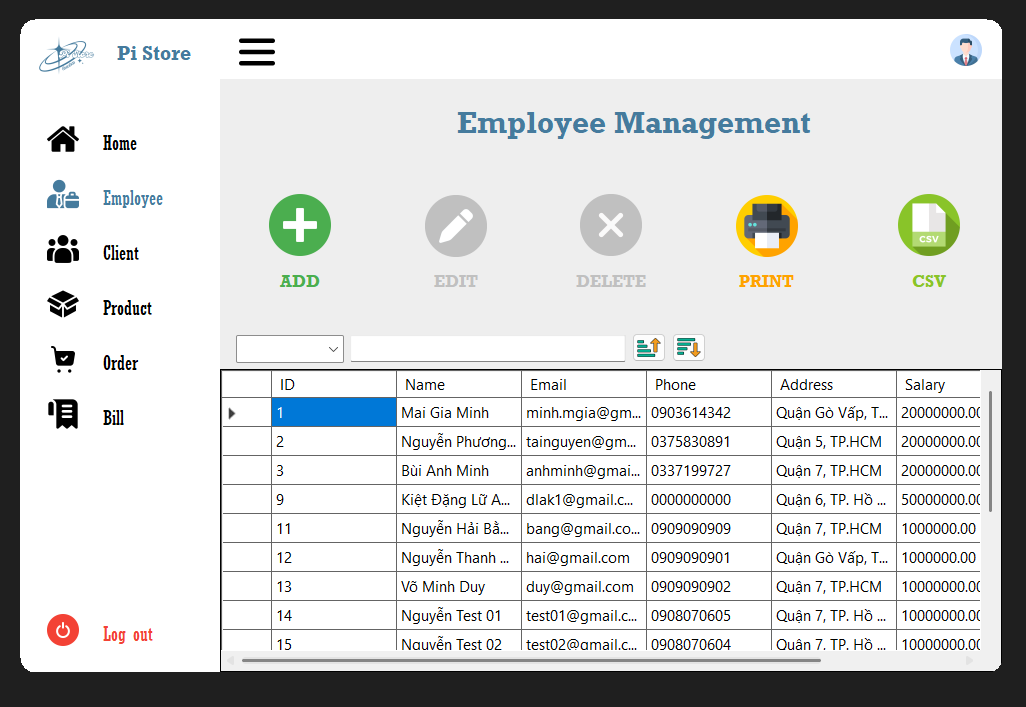 Pi Store
Home
Employee
Client
Product
Order
Bill
Log out
Employee Management
ADD EDIT DELETE PRINT CSV
ID Name Email Phone Address Salary
1 Mai Gia Minh minh.mgia@gm... 0903614342 Quận Gò Vấp, T... 20000000.00
2 Nguyễn Phương... tainguyen@gm... 0375830891 Quận 5, TP.HCM 20000000.00
3 Bùi Anh Minh anhminh@gmai... 0337199727 Quận 7, TP.HCM 20000000.00
9 Kiệt Đặng Lữ A... dlak1@gmail.c... 0000000000 Quận 6, TP. Hồ ... 50000000.00
11 Nguyễn Hải Bằ... bang@gmail.co... 0909090909 Quận 7, TP.HCM 1000000.00
12 Nguyễn Thanh ... hai@gmail.com 0909090901 Quận Gò Vấp, T... 1000000.00
13 Võ Minh Duy duy@gmail.com 0909090902 Quận 7, TP.HCM 10000000.00
14 Nguyễn Test 01 test01@gmail.c... 0908070605 Quận 7, TP. Hồ ... 10000000.00
15 Nguyễn Test 02 test02@gmail.c... 0908070604 Quận 7, TP. Hồ ... 10000000.00